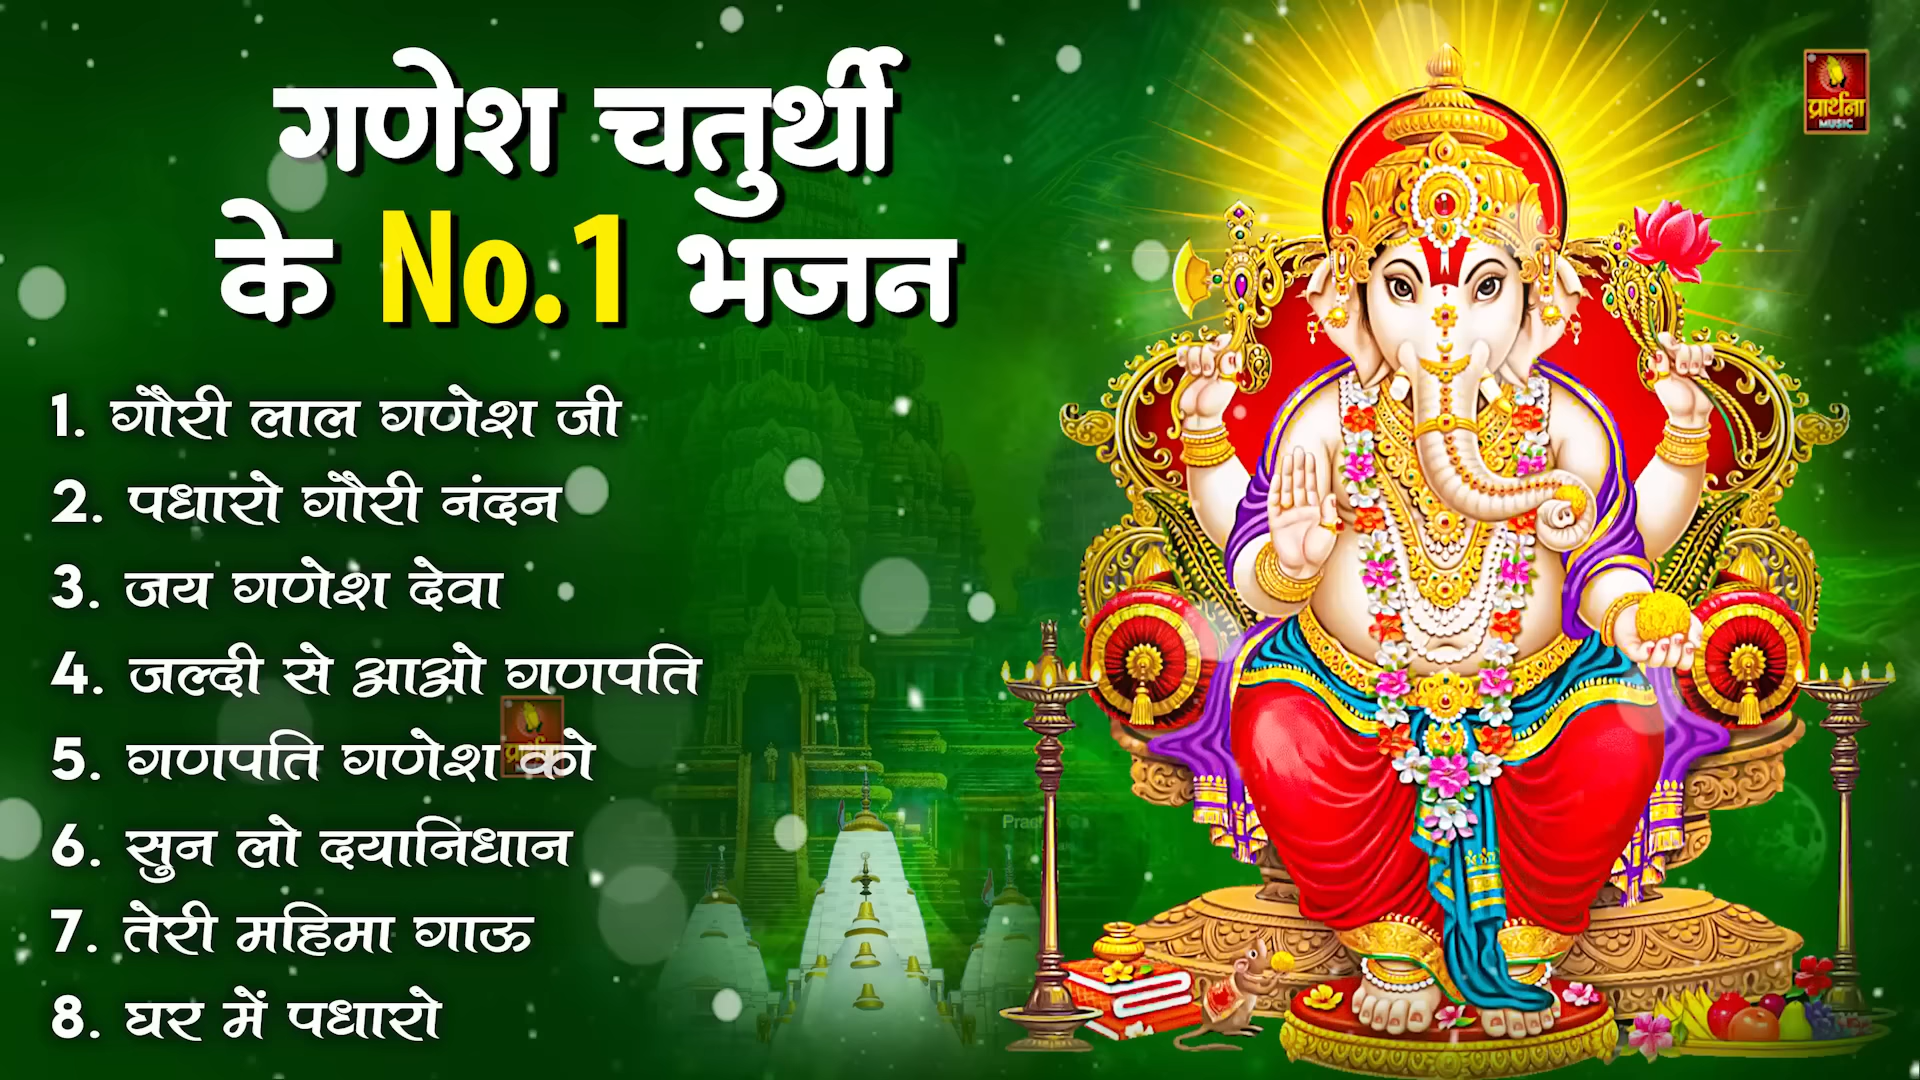 गणेश चतुर्थी
के No.1 भजन
प्रार्थना
MUSIC
1. गौरी लाल गणेश जी
2. पधारो गौरी नंदन
3. जय गणेश देवा
4. जल्दी से आओ गणपति
5. गणपति गणेश को
प्रार्थना
6. सुन लो दयानिधान
7. तेरी महिमा गाऊ
8. घर में पधारो